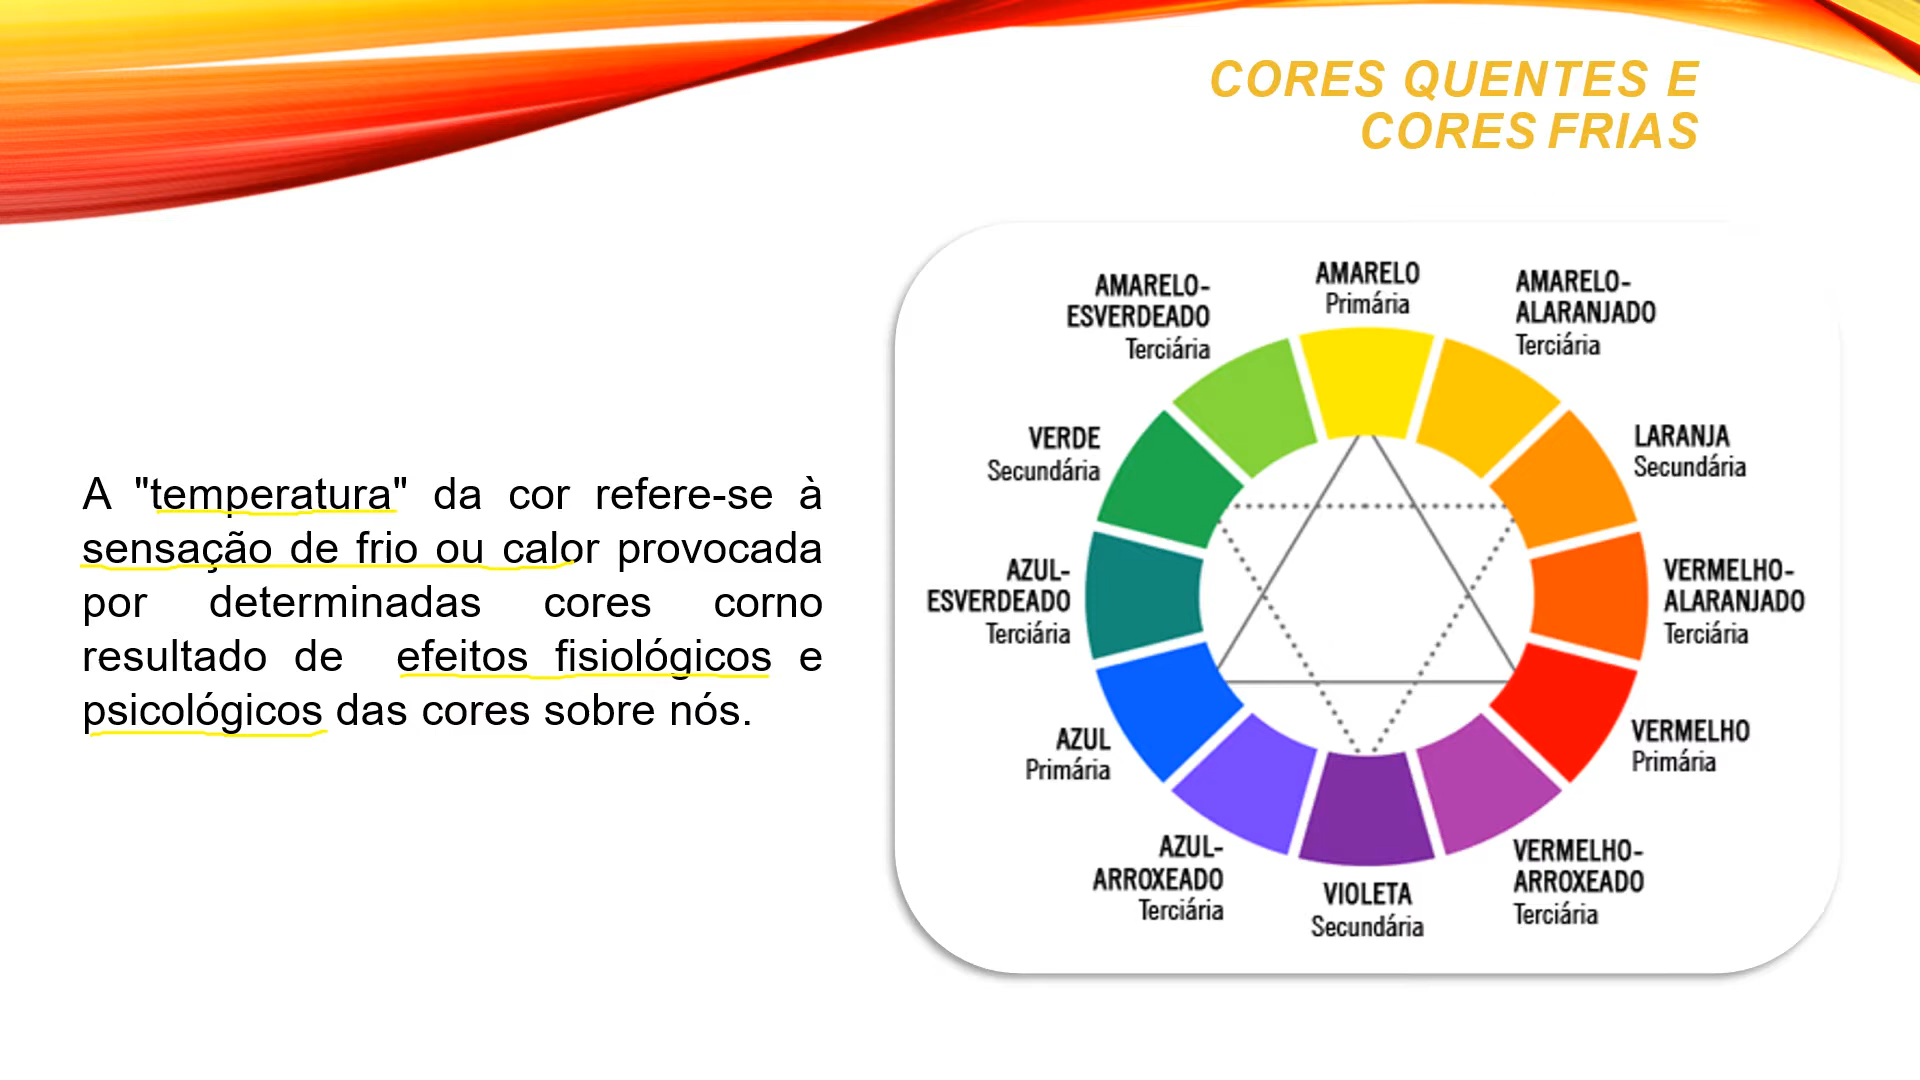 CORES QUENTES E
CORES FRIAS
A "temperatura" da cor refere-se à
sensação de frio ou calor provocada
por determinadas cores corno
resultado de efeitos fisiológicos e
psicológicos das cores sobre nós.
AMARELO
Primária
AMARELO-
ALARANJADO
Terciária
LARANJA
Secundária
VERMELHO-
ALARANJADO
Terciária
VERMELHO
Primária
VERMELHO-
ARROXEADO
Terciária
VIOLETA
Secundária
AZUL-
ARROXEADO
Terciária
AZUL
Primária
AZUL-
ESVERDEADO
Terciária
VERDE
Secundária
AMARELO-
ESVERDEADO
Terciária